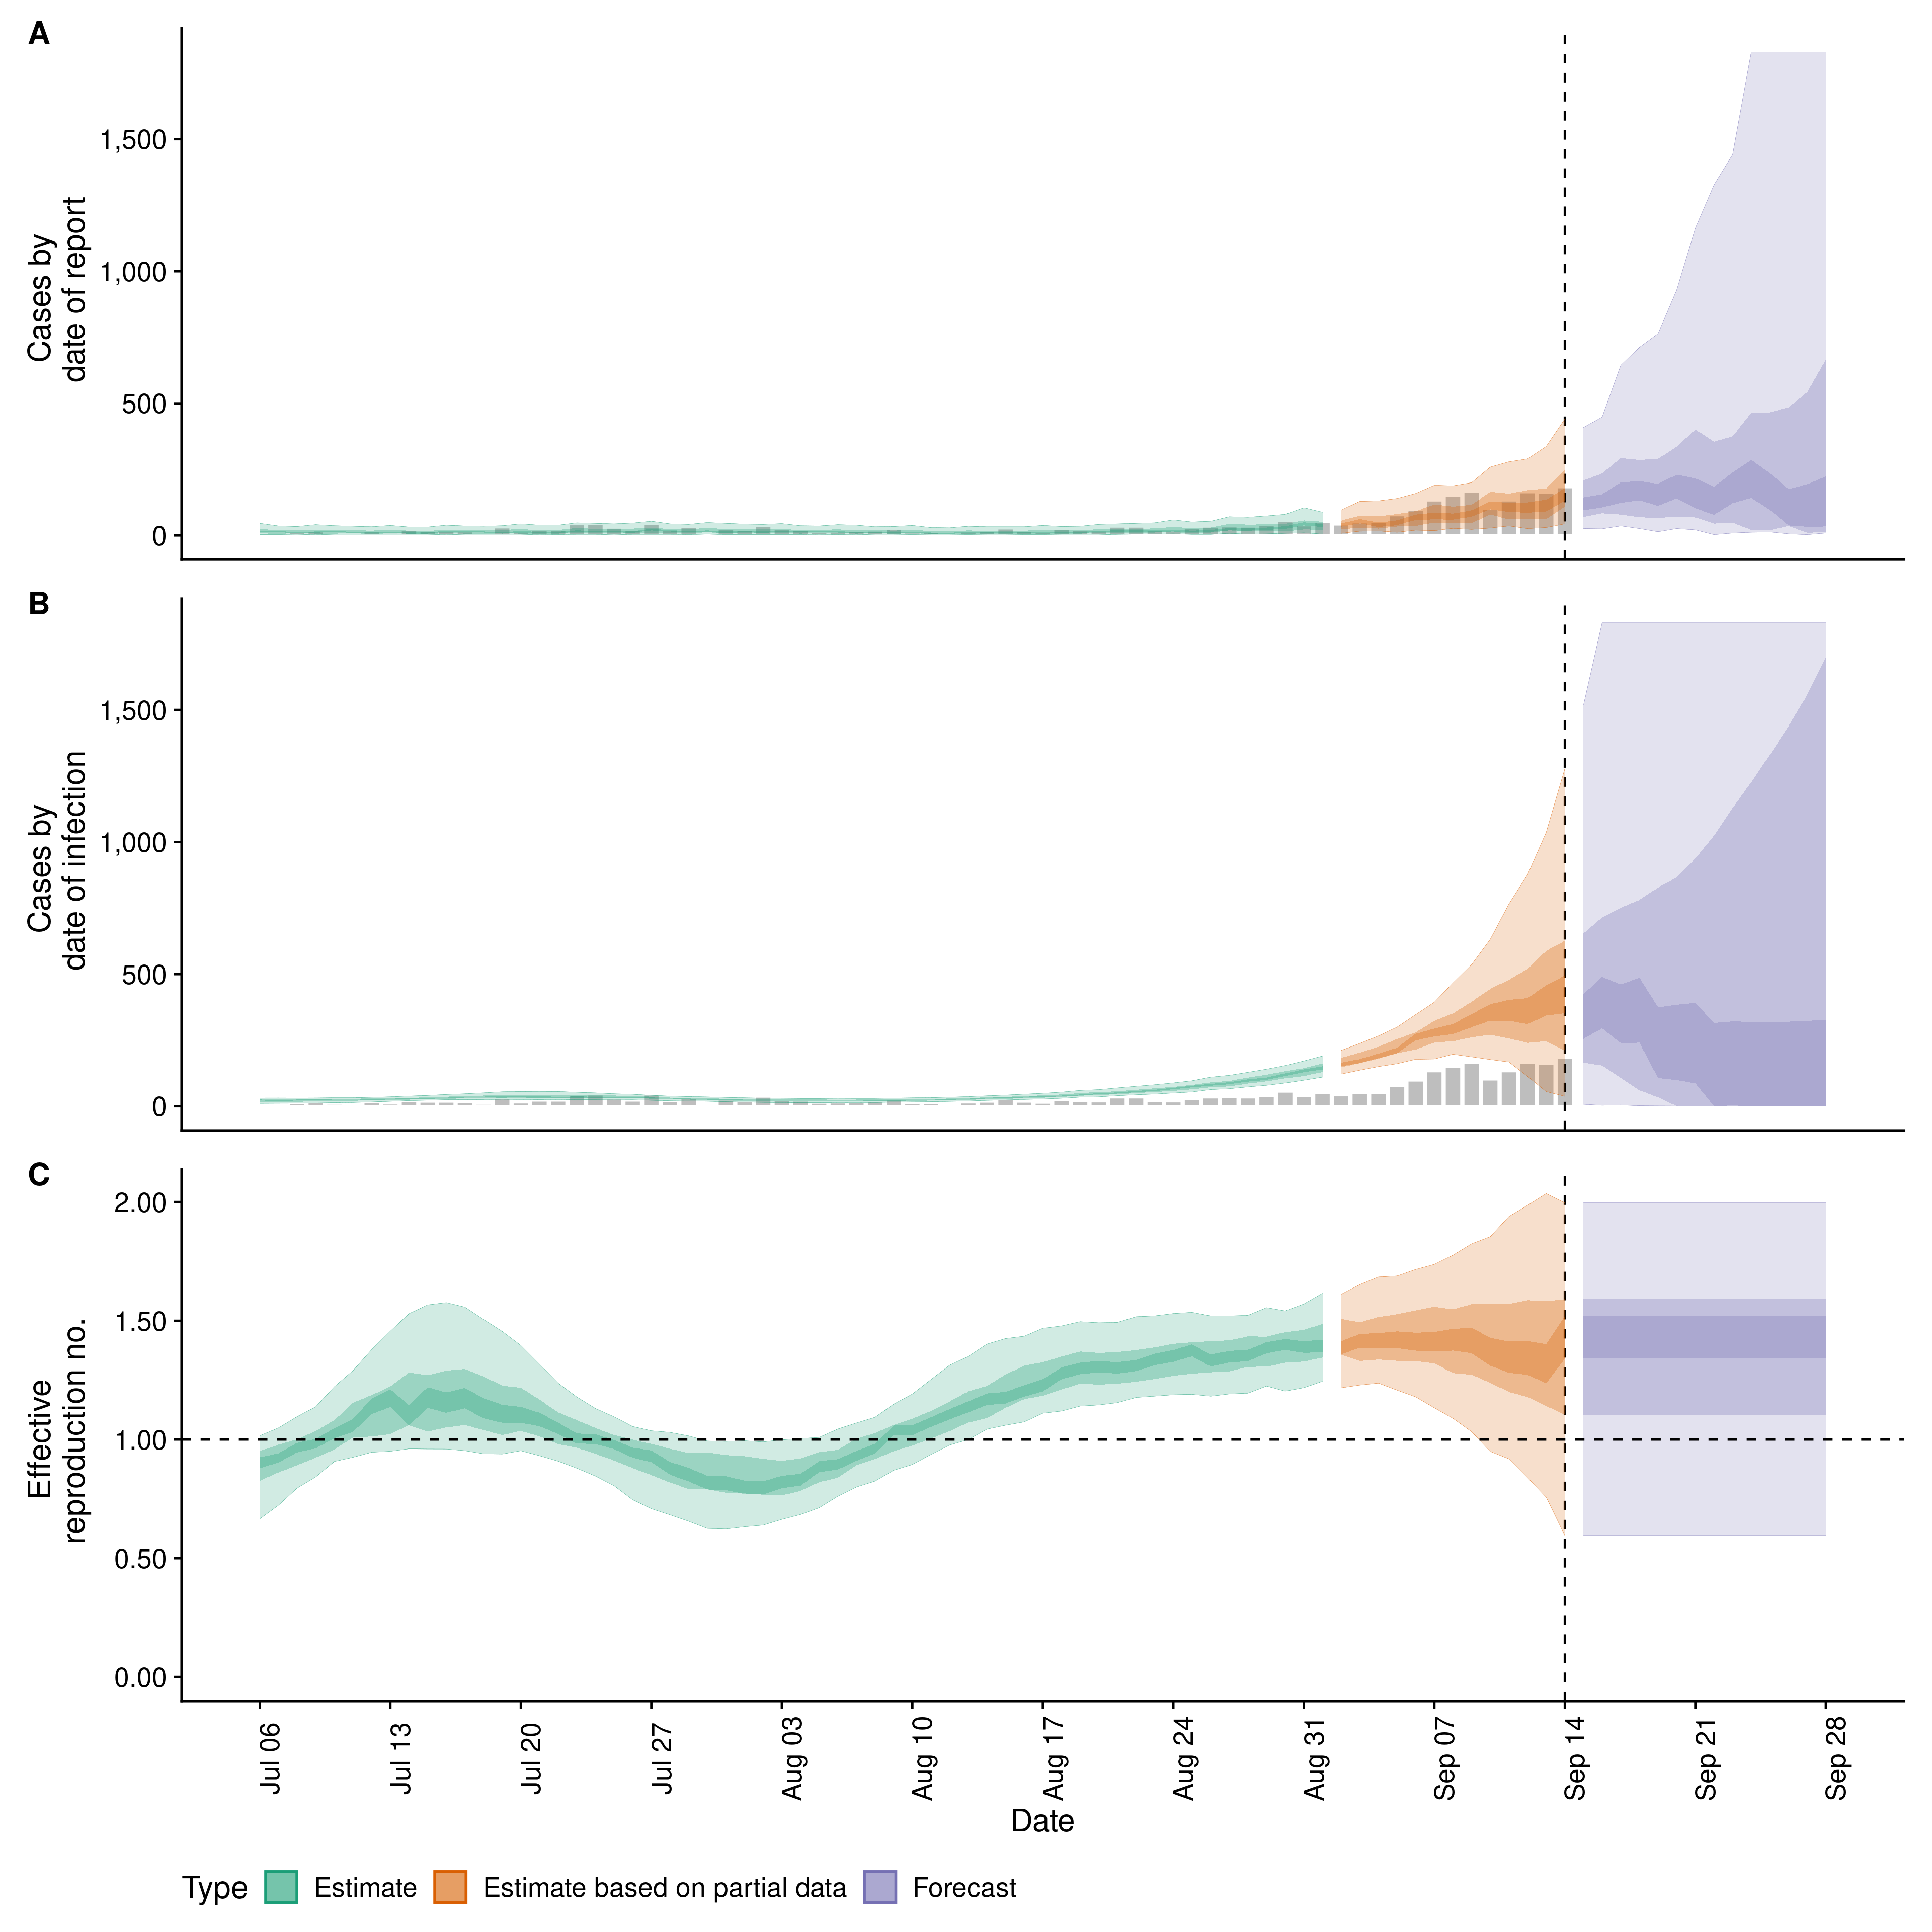 A
Cases by
date of report
1,500
1,000
500
0
B
Cases by
date of infection
1,500
1,000
500
0
C
Effective
reproduction no.
2.00
1.50
1.00
0.50
0.00
Jul 06
Jul 13
Jul 20
Jul 27
Aug 03
Aug 10
Aug 17
Aug 24
Aug 31
Sep 07
Sep 14
Sep 21
Sep 28
Date
Type Estimate Estimate based on partial data Forecast